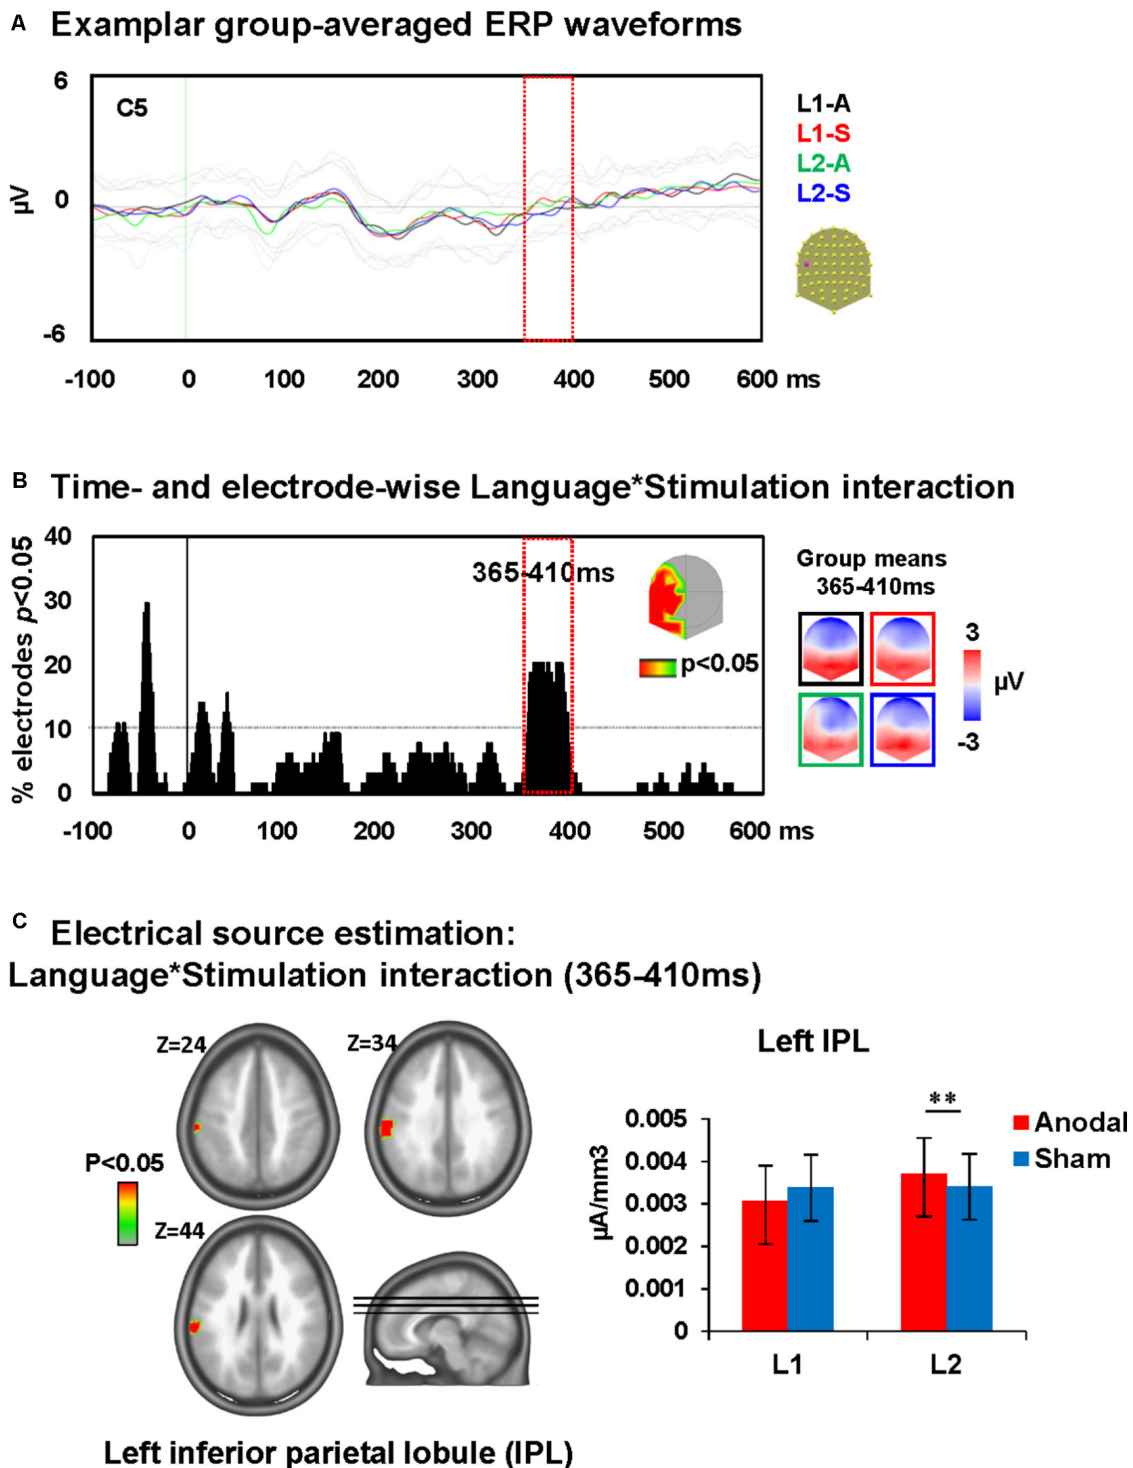 A Examplar group-averaged ERP waveforms
6
C5
µV
0
-6
-100 0 100 200 300 400 500 600 ms
L1-A
L1-S
L2-A
L2-S
B Time- and electrode-wise Language*Stimulation interaction
% electrodes p<0.05
40
30
20
10
0
365-410ms
p<0.05
-100 0 100 200 300 400 500 600 ms
Group means
365-410ms
3
µV
-3
C Electrical source estimation:
Language*Stimulation interaction (365-410ms)
Z=24
Z=34
P<0.05
Z=44
Left inferior parietal lobule (IPL)
Left IPL
µA/mm3
0.005
0.004
0.003
0.002
0.001
0
**
Anodal
Sham
L1 L2